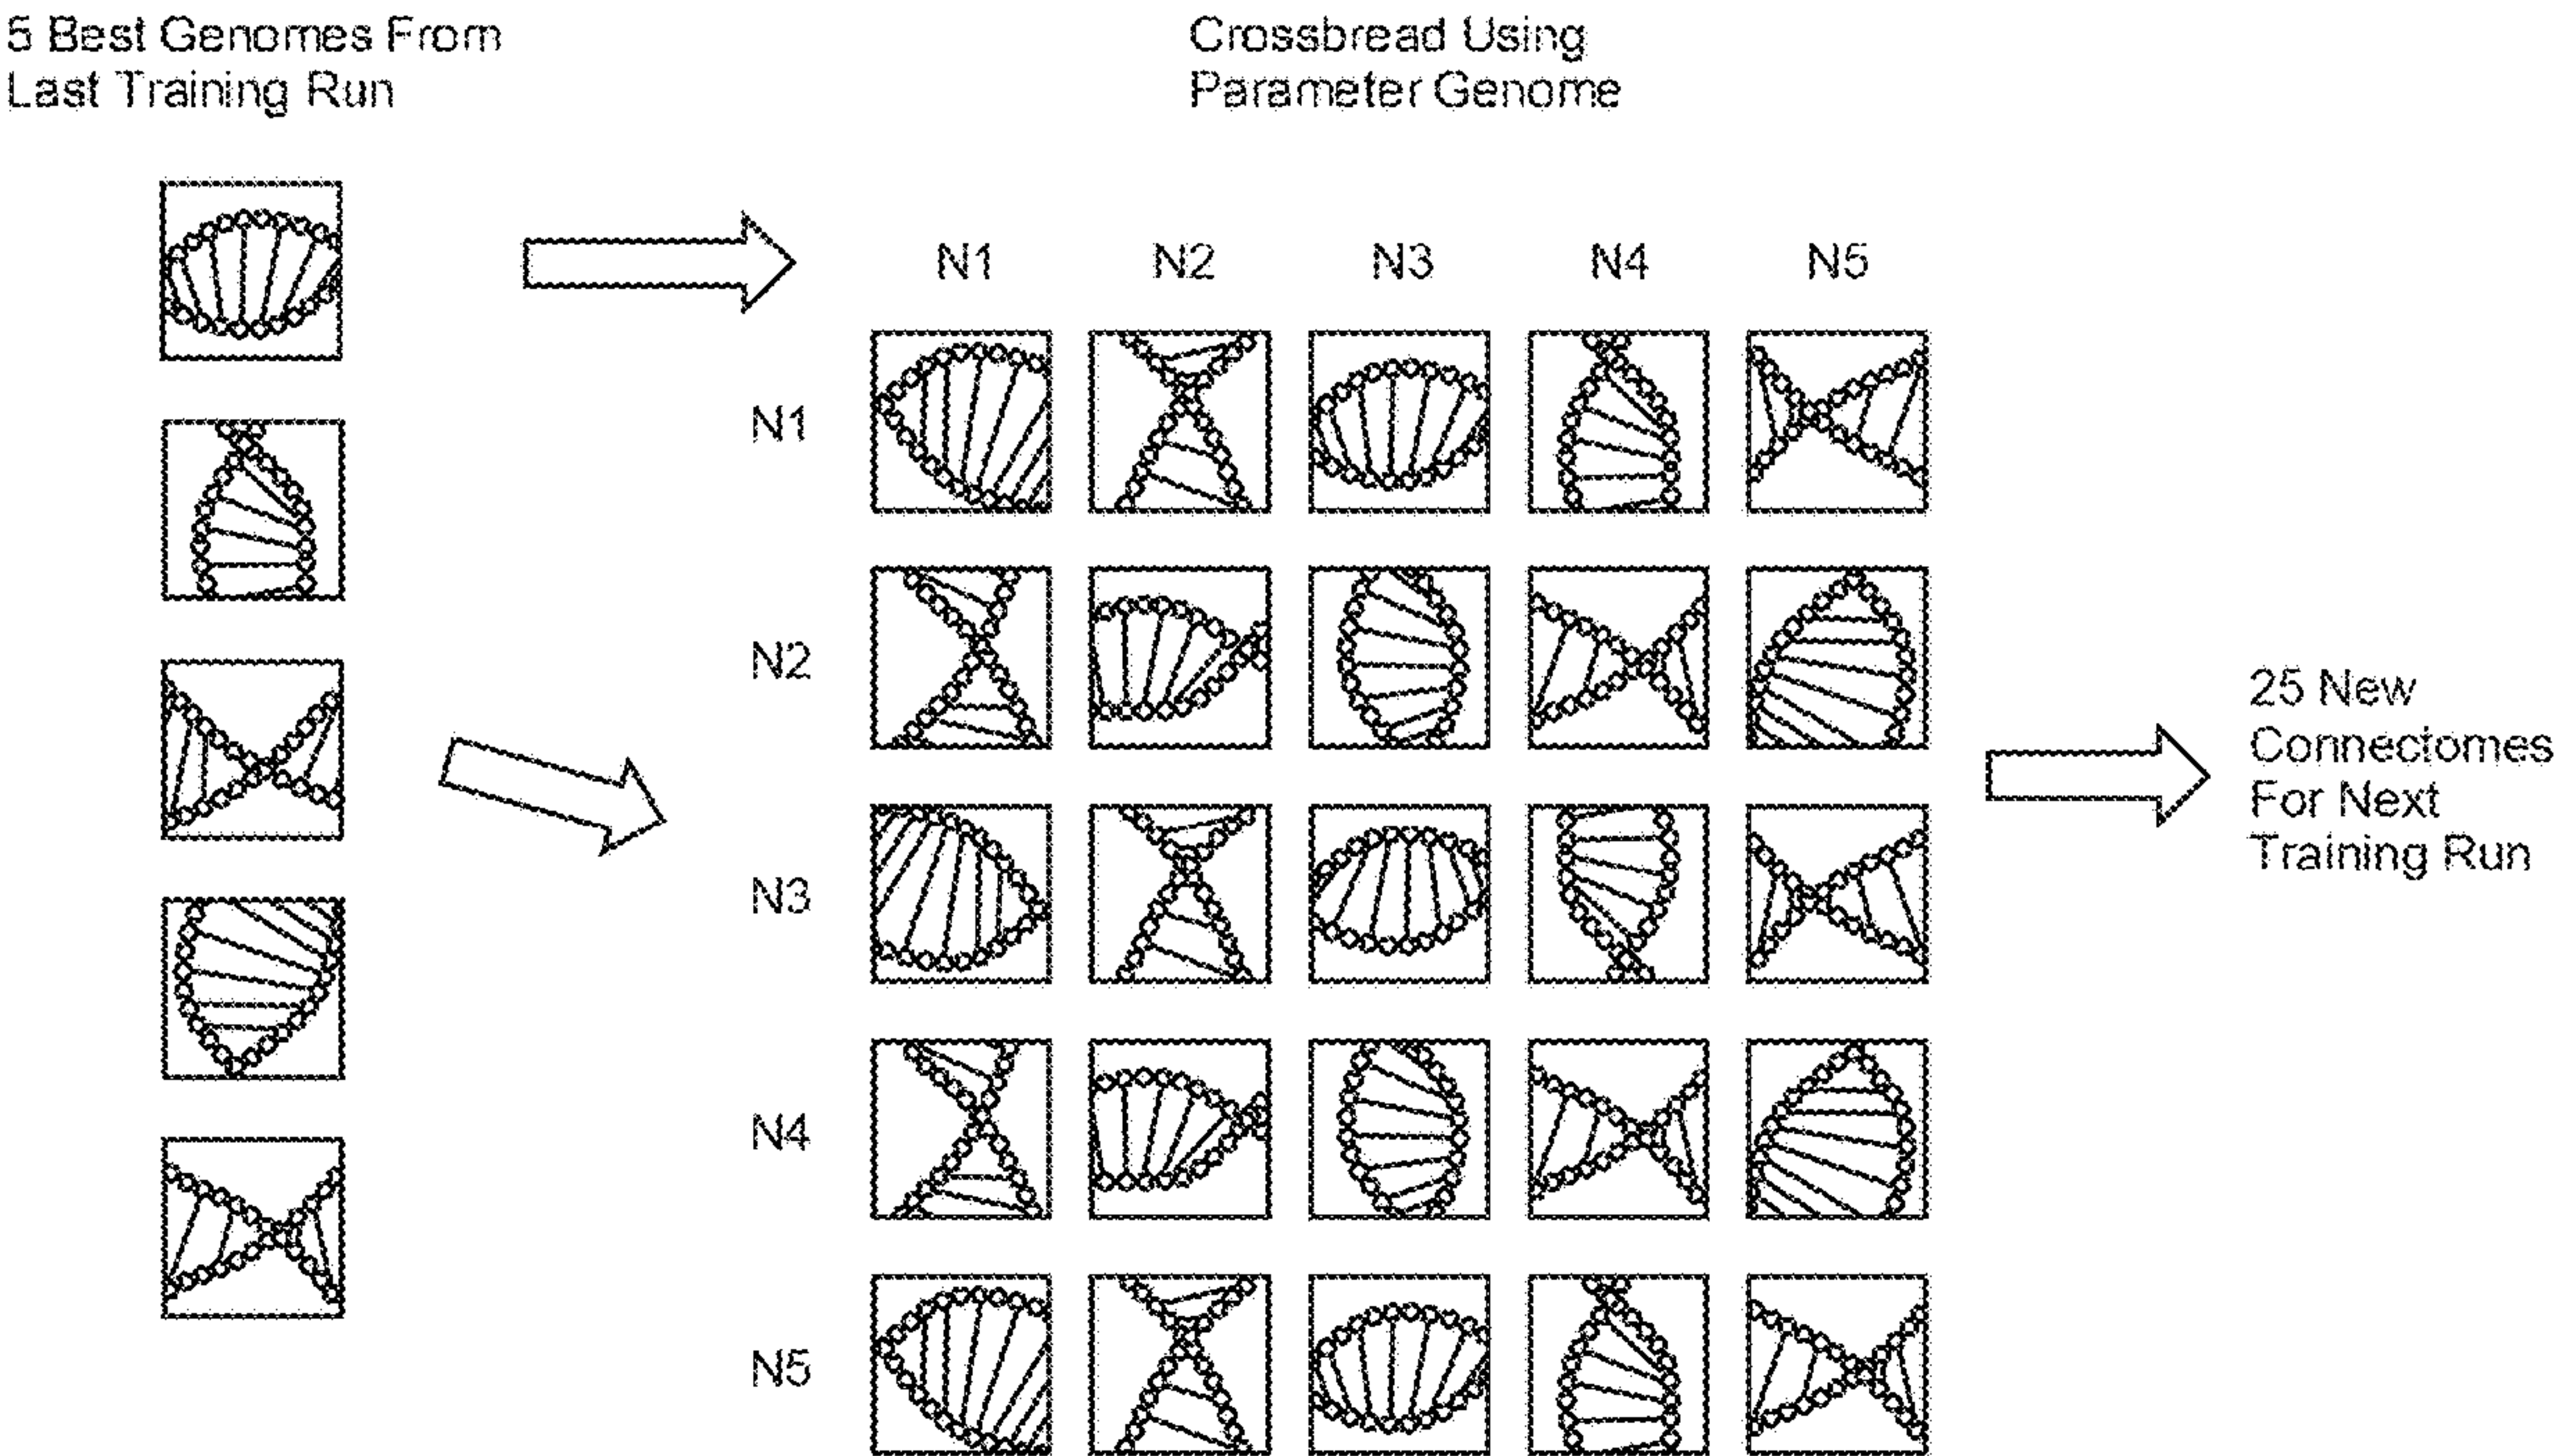 5 Best Genomes From
Last Training Run
Crossbread Using
Parameter Genome
N1 N2 N3 N4 N5
N1
N2
N3
N4
N5
25 New
Connectomes
For Next
Training Run